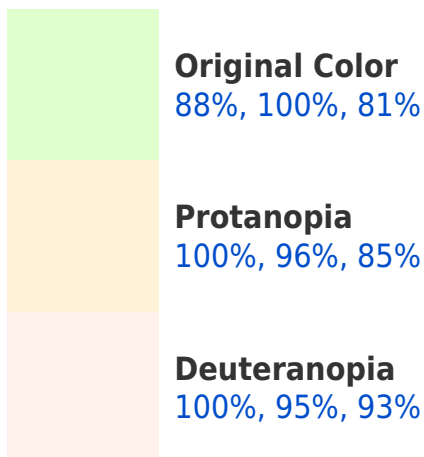 Original Color
88%, 100%, 81%
Protanopia
100%, 96%, 85%
Deuteranopia
100%, 95%, 93%